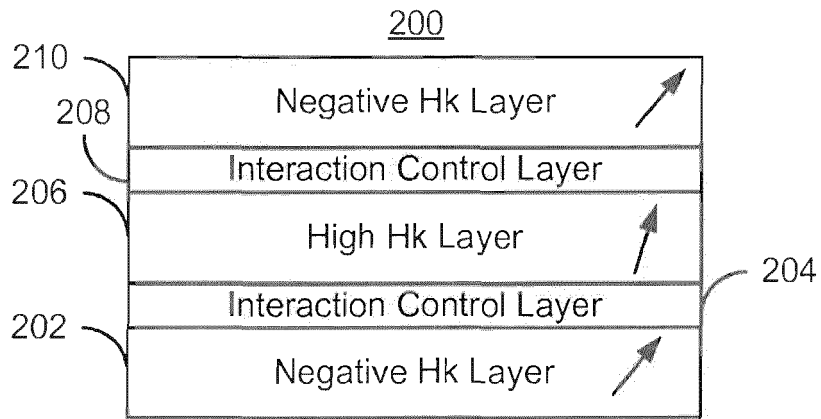 200
210
Negative Hk Layer
208
Interaction Control Layer
206
High Hk Layer
204
Interaction Control Layer
202
Negative Hk Layer